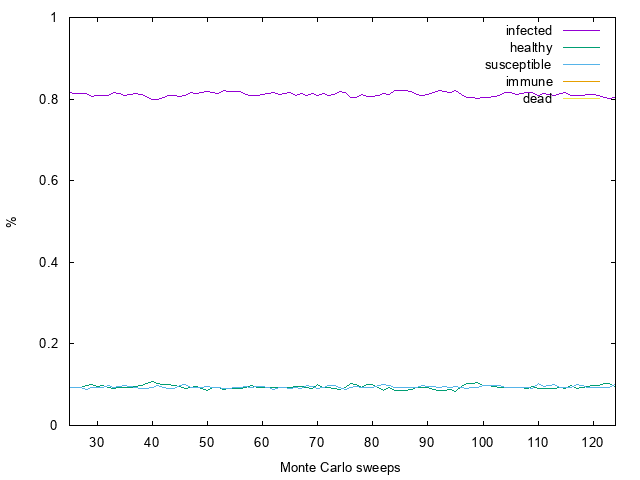 1
0.8
0.6
0.4
0.2
0
%
30 40 50 60 70 80 90 100 110 120
Monte Carlo sweeps
infected
healthy
susceptible
immune
dead